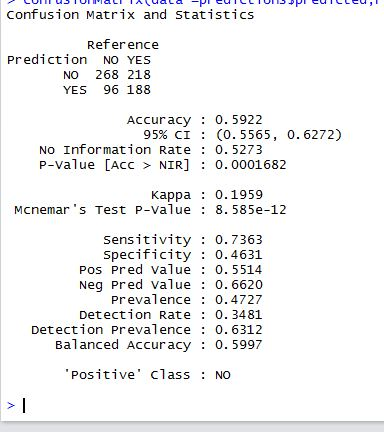 > confusionMatrix(data =predictions$predicted,r
Confusion Matrix and Statistics
Reference
Prediction NO YES
NO 268 218
YES 96 188
Accuracy : 0.5922
95% CI : (0.5565, 0.6272)
No Information Rate : 0.5273
P-Value [Acc > NIR] : 0.0001682
Kappa : 0.1959
Mcnemar's Test P-Value : 8.585e-12
Sensitivity : 0.7363
Specificity : 0.4631
Pos Pred Value : 0.5514
Neg Pred Value : 0.6620
Prevalence : 0.4727
Detection Rate : 0.3481
Detection Prevalence : 0.6312
Balanced Accuracy : 0.5997
'Positive' Class : NO
>